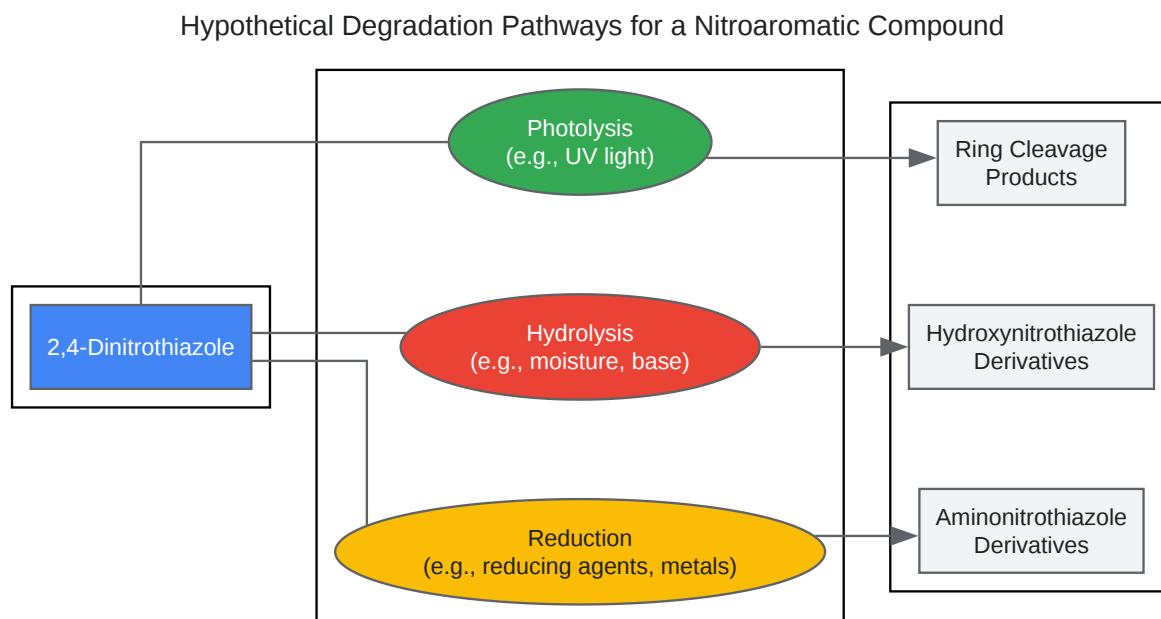 Hypothetical Degradation Pathways for a Nitroaromatic Compound
Photolysis
(e.g., UV light)
Ring Cleavage
Products
2,4-Dinitrothiazole
Hydrolysis
(e.g., moisture, base)
Hydroxynitrothiazole
Derivatives
Reduction
(e.g., reducing agents, metals)
Aminonitrothiazole
Derivatives